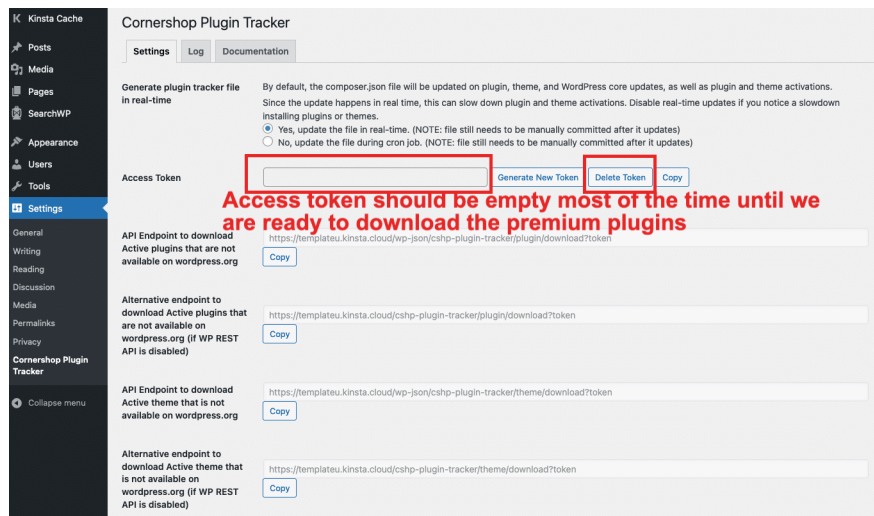 Kinsta Cache
Posts
Media
Pages
SearchWP
Appearance
Users
Tools
Settings
General
Writing
Reading
Discussion
Media
Permalinks
Privacy
Cornershop Plugin
Tracker
Collapse menu
Cornershop Plugin Tracker
Settings Log Documentation
Generate plugin tracker file
in real-time
By default, the composer.json file will be updated on plugin, theme, and WordPress core updates, as well as plugin and theme activations.
Since the update happens in real time, this can slow down plugin and theme activations. Disable real-time updates if you notice a slowdown
installing plugins or themes.
Yes, update the file in real-time. (NOTE: file still needs to be manually committed after it updates)
No, update the file during cron job. (NOTE: file still needs to be manually committed after it updates)
Access Token
Generate New Token Delete Token Copy
Access token should be empty most of the time until we
are ready to download the premium plugins
API Endpoint to download
Active plugins that are not
available on wordpress.org
https://templateu.kinsta.cloud/wp-json/cshp-plugin-tracker/plugin/download?token
Copy
Alternative endpoint to
download Active plugins that
are not available on
wordpress.org (if WP REST
API is disabled)
https://templateu.kinsta.cloud/cshp-plugin-tracker/plugin/download?token
Copy
API Endpoint to download
Active theme that is not
available on wordpress.org
https://templateu.kinsta.cloud/wp-json/cshp-plugin-tracker/theme/download?token
Copy
Alternative endpoint to
download Active theme that
is not available on
wordpress.org (if WP REST
API is disabled)
https://templateu.kinsta.cloud/cshp-plugin-tracker/theme/download?token
Copy